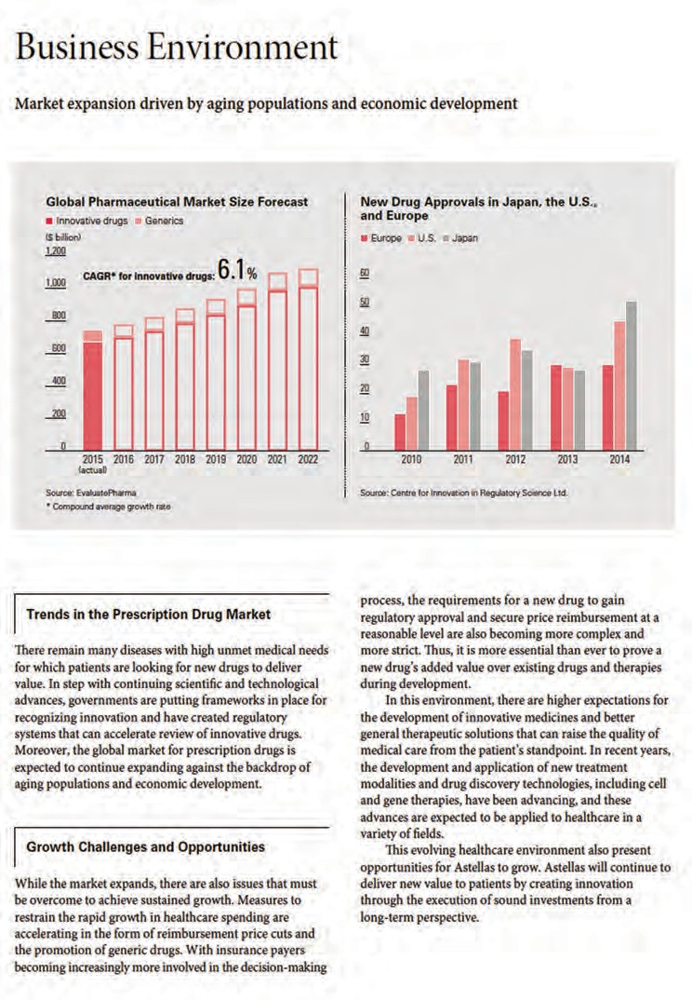 Business Environment
Market expansion driven by aging populations and economic development
Global Pharmaceutical Market Size Forecast
Innovative drugs Generics
($ billion)
1,200
1,000
800
600
400
200
0
CAGR* for innovative drugs: 6.1%
2015 2016 2017 2018 2019 2020 2021 2022
(actual)
Source: EvaluatePharma
* Compound average growth rate
New Drug Approvals in Japan, the U.S.,
and Europe
Europe U.S. Japan
60
50
40
30
20
10
0
2010 2011 2012 2013 2014
Source: Centre for Innovation in Regulatory Science Ltd.
Trends in the Prescription Drug Market
There remain many diseases with high unmet medical needs
for which patients are looking for new drugs to deliver
value. In step with continuing scientific and technological
advances, governments are putting frameworks in place for
recognizing innovation and have created regulatory
systems that can accelerate review of innovative drugs.
Moreover, the global market for prescription drugs is
expected to continue expanding against the backdrop of
aging populations and economic development.
Growth Challenges and Opportunities
While the market expands, there are also issues that must
be overcome to achieve sustained growth. Measures to
restrain the rapid growth in healthcare spending are
accelerating in the form of reimbursement price cuts and
the promotion of generic drugs. With insurance payers
becoming increasingly more involved in the decision-making
process, the requirements for a new drug to gain
regulatory approval and secure price reimbursement at a
reasonable level are also becoming more complex and
more strict. Thus, it is more essential than ever to prove a
new drug's added value over existing drugs and therapies
during development.
In this environment, there are higher expectations for
the development of innovative medicines and better
general therapeutic solutions that can raise the quality of
medical care from the patient's standpoint. In recent years,
the development and application of new treatment
modalities and drug discovery technologies, including cell
and gene therapies, have been advancing, and these
advances are expected to be applied to healthcare in a
variety of fields.
This evolving healthcare environment also present
opportunities for Astellas to grow. Astellas will continue to
deliver new value to patients by creating innovation
through the execution of sound investments from a
long-term perspective.